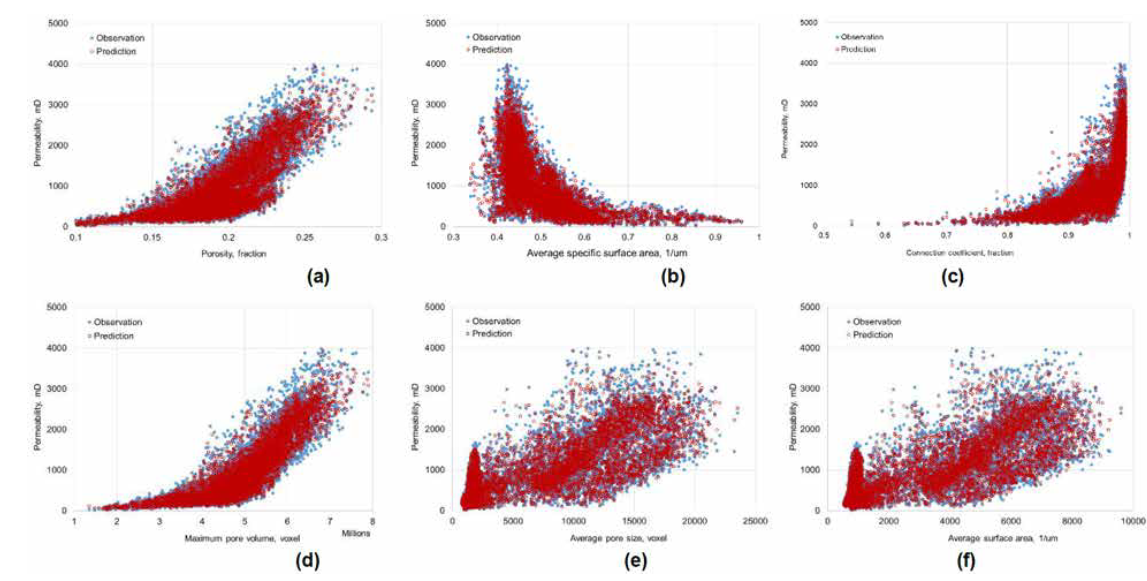 5000
4000
3000
2000
1000
0
Permeability, mD
Observation
Prediction
0.1 0.15 0.2 0.25 0.3
Porosity, fraction
(a)
5000
4000
3000
2000
1000
0
Permeability, mD
Observation
Prediction
0.3 0.4 0.5 0.6 0.7 0.8 0.9 1
Average specific surface area, 1/um
(b)
5000
4000
3000
2000
1000
0
Permeability, mD
Observation
Prediction
0.5 0.6 0.7 0.8 0.9 1
Connection coefficient, fraction
(c)
5000
4000
3000
2000
1000
0
Permeability, mD
Observation
Prediction
1 2 3 4 5 6 7 8
Millions
Maximum pore volume, voxel
(d)
5000
4000
3000
2000
1000
0
Permeability, mD
Observation
Prediction
0 5000 10000 15000 20000 25000
Average pore size, voxel
(e)
5000
4000
3000
2000
1000
0
Permeability, mD
Observation
Prediction
0 2000 4000 6000 8000 10000
Average surface area, 1/um
(f)